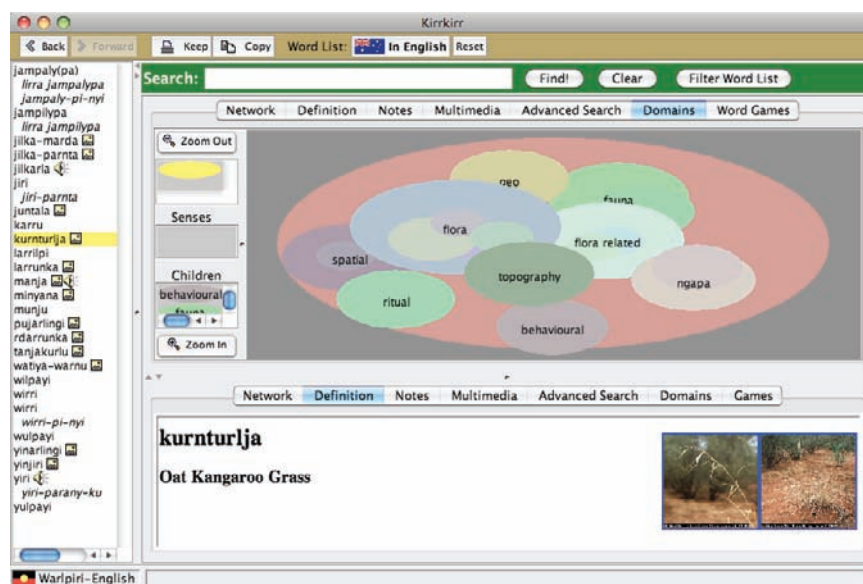 Kirrkirr
Back Forward Keep Copy Word List: In English Reset
Search: Find! Clear Filter Word List
jampaly(pa)
lirra jampalypa
jampaly-pi-nyi
jampilypa
lirra jampilypa
jilka-marda
jilka-parnta
jilkarla
jiri
jiri-parnta
juntala
karru
kurnturlja
larrilpi
larrunka
manja
minyana
munju
pujarlingi
rdarrunka
tanjakurlu
watiya-warnu
wilpayi
wirri
wirri
wirri-pi-nyi
wulpayi
yinarlingi
yinjiri
yiri
yiri-parany-ku
yulpayi
Network Definition Notes Multimedia Advanced Search Domains Word Games
Zoom Out
Senses
Children
behavioural
fauna
Zoom In
neo
fauna
flora
flora related
spatial
topography
ngapa
ritual
behavioural
Network Definition Notes Multimedia Advanced Search Domains Games
kurnturlja
Oat Kangaroo Grass
Warlpiri-English